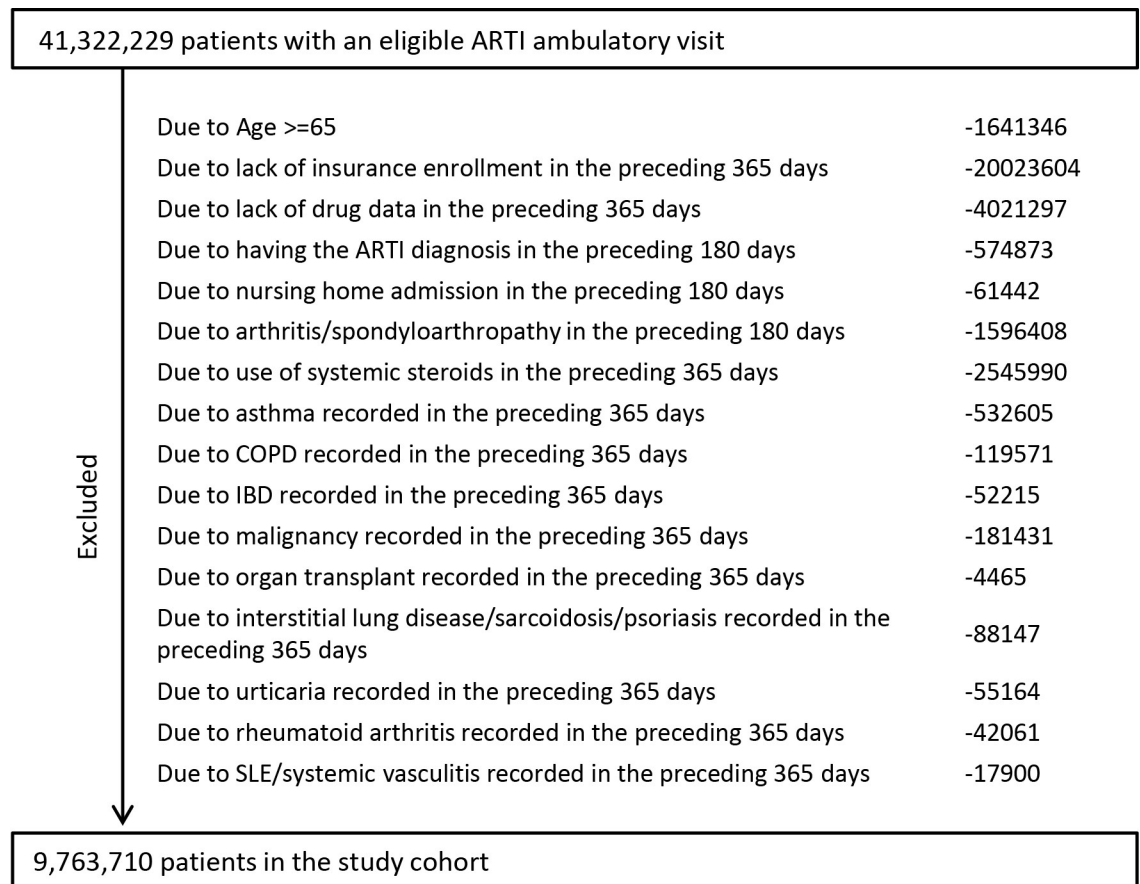 41,322,229 patients with an eligible ARTI ambulatory visit
Due to Age >=65 -1641346
Due to lack of insurance enrollment in the preceding 365 days -20023604
Due to lack of drug data in the preceding 365 days -4021297
Due to having the ARTI diagnosis in the preceding 180 days -574873
Due to nursing home admission in the preceding 180 days -61442
Due to arthritis/spondyloarthropathy in the preceding 180 days -1596408
Due to use of systemic steroids in the preceding 365 days -2545990
Due to asthma recorded in the preceding 365 days -532605
Due to COPD recorded in the preceding 365 days -119571
Due to IBD recorded in the preceding 365 days -52215
Due to malignancy recorded in the preceding 365 days -181431
Due to organ transplant recorded in the preceding 365 days -4465
Due to interstitial lung disease/sarcoidosis/psoriasis recorded in the
preceding 365 days -88147
Due to urticaria recorded in the preceding 365 days -55164
Due to rheumatoid arthritis recorded in the preceding 365 days -42061
Due to SLE/systemic vasculitis recorded in the preceding 365 days -17900
Excluded
9,763,710 patients in the study cohort